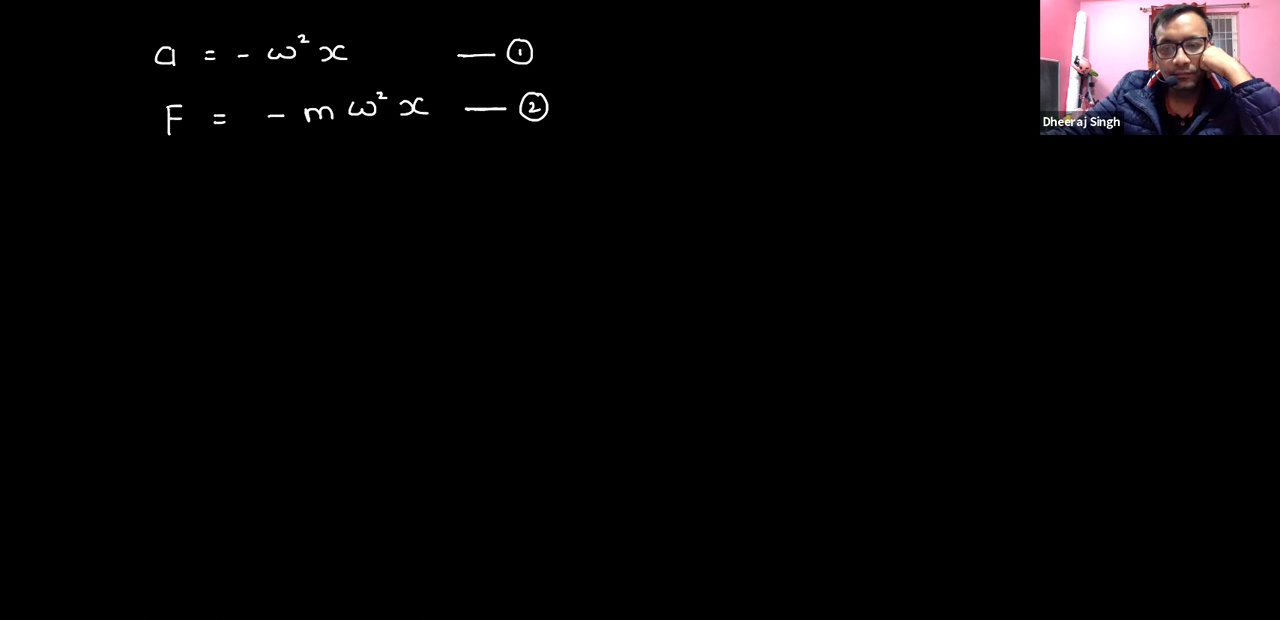 a = - ω² x — ①
F = - m ω² x — ②
Dheeraj Singh